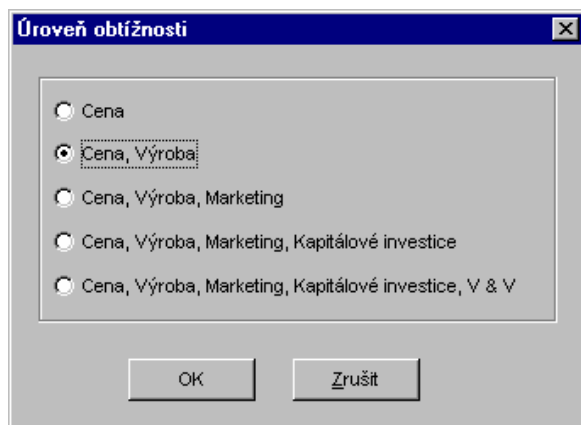 Úroveň obtížnosti
Cena
Cena, Výroba
Cena, Výroba, Marketing
Cena, Výroba, Marketing, Kapitálové investice
Cena, Výroba, Marketing, Kapitálové investice, V & V
OK
Zrušit